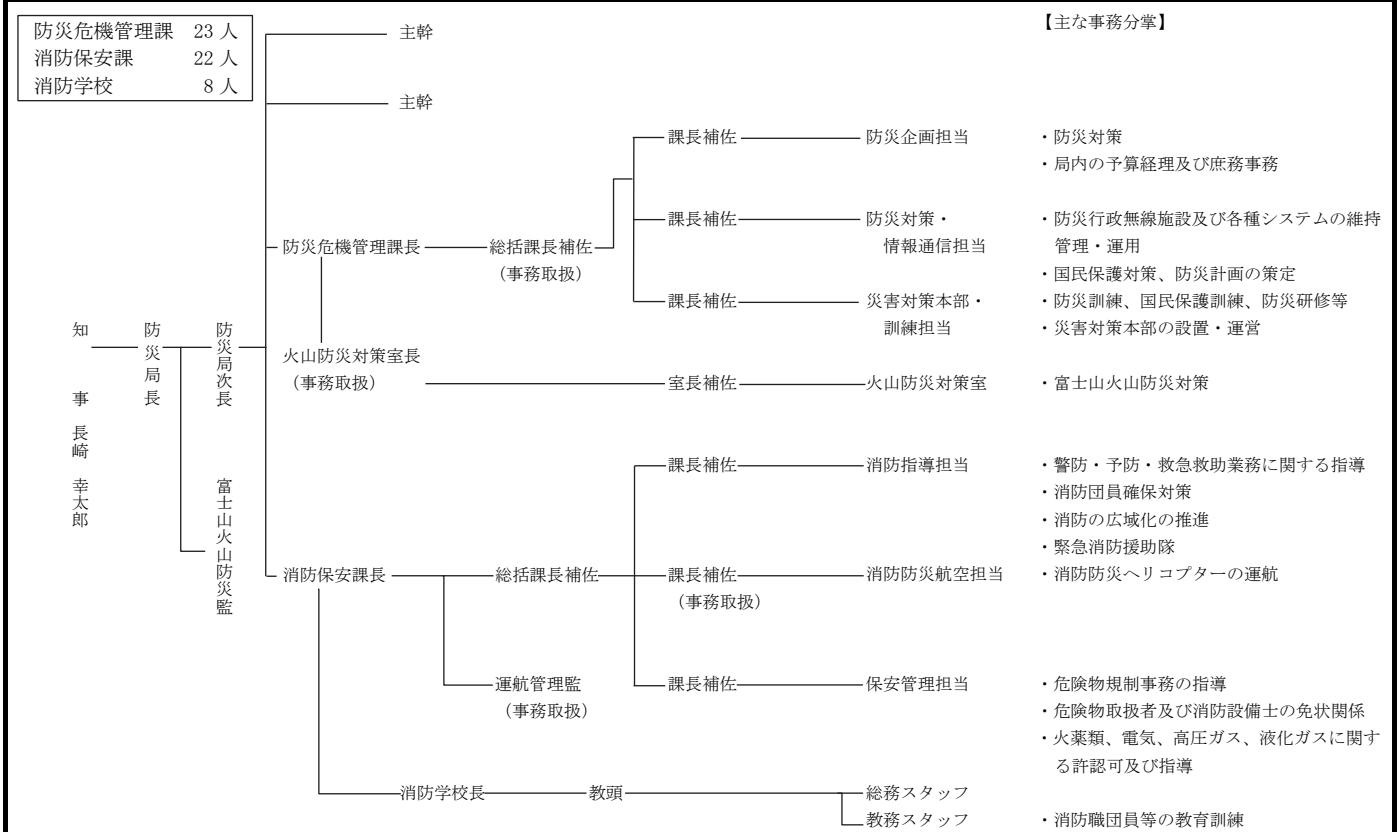 防災危機管理課 23人
消防保安課 22人
消防学校 8人
【主な事務分掌】
主幹
主幹
課長補佐 防災企画担当 ・防災対策
・局内の予算経理及び庶務事務
課長補佐 防災対策・ ・防災行政無線施設及び各種システムの維持
防災危機管理課長 総括課長補佐 情報通信担当 管理・運用
(事務取扱) ・国民保護対策、防災計画の策定
課長補佐 災害対策本部・ ・防災訓練、国民保護訓練、防災研修等
訓練担当 ・災害対策本部の設置・運営
知事 長崎 幸太郎
防災局長
防災局次長
富士山火山防災監
火山防災対策室長
(事務取扱) 室長補佐 火山防災対策室 ・富士山火山防災対策
課長補佐 消防指導担当 ・警防・予防・救急救助業務に関する指導
・消防団員確保対策
・消防の広域化の推進
・緊急消防援助隊
消防保安課長 総括課長補佐 課長補佐 消防防災航空担当 ・消防防災ヘリコプターの運航
(事務取扱)
運航管理監 課長補佐 保安管理担当 ・危険物規制事務の指導
(事務取扱) ・危険物取扱者及び消防設備士の免状関係
・火薬類、電気、高圧ガス、液化ガスに関す
る許認可及び指導
消防学校長 教頭 総務スタッフ
教務スタッフ ・消防職団員等の教育訓練